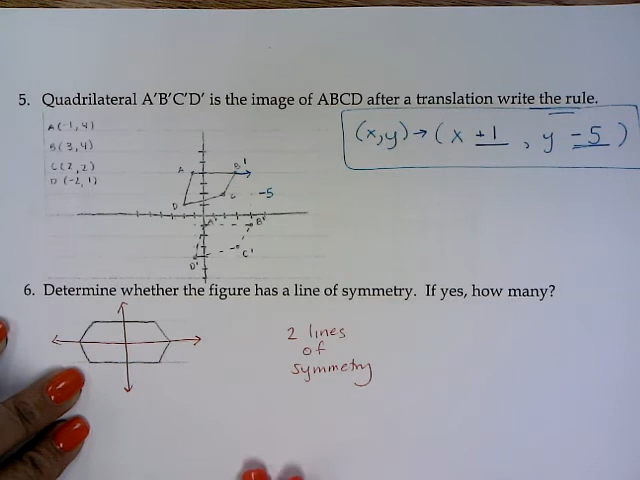 5. Quadrilateral A'B'C'D' is the image of ABCD after a translation write the rule.
A(-1,4)
B(3,4)
C(2,2)
D(-2,1)
(x,y)→(x +1, y -5)
A
B'
C
-5
D
A'
B'
C'
D'
6. Determine whether the figure has a line of symmetry. If yes, how many?
2 lines
of
symmetry